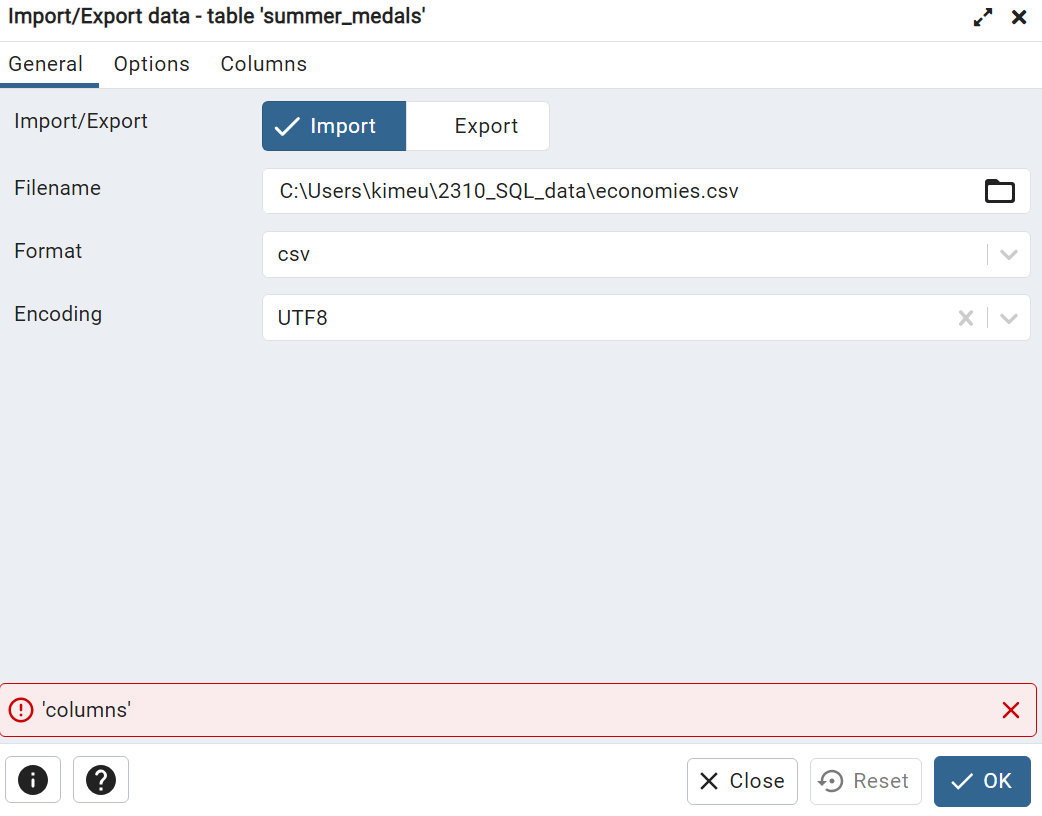 Import/Export data - table 'summer_medals'
General Options Columns
Import/Export Import Export
Filename C:\Users\kimeu\2310_SQL_data\economies.csv
Format csv
Encoding UTF8
'columns'
Close Reset OK